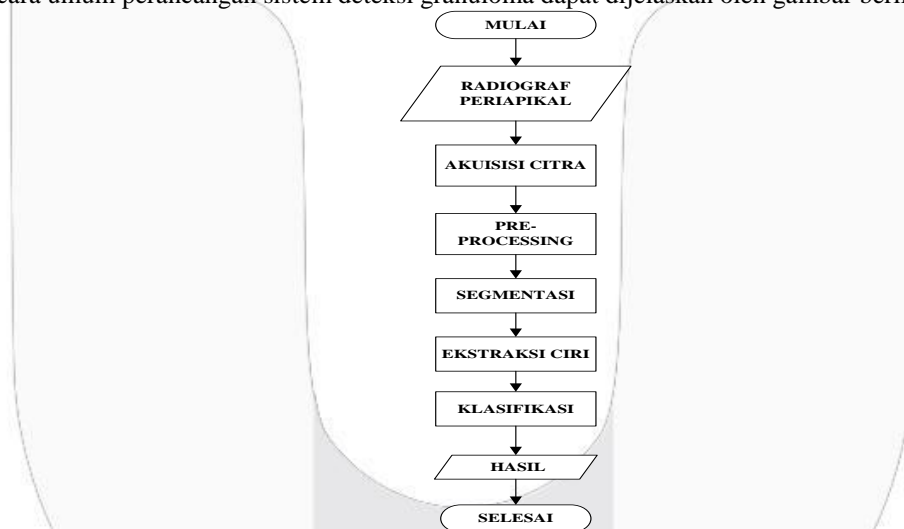 umum perancangan sistem deteksi granuloma dapat dijelaskan oleh gambar
MULAI
RADIOGRAF
PERIAPIKAL
AKUISISI CITRA
PRE-
PROCESSING
SEGMENTASI
EKSTRAKSI CIRI
KLASIFIKASI
HASIL
SELESAI